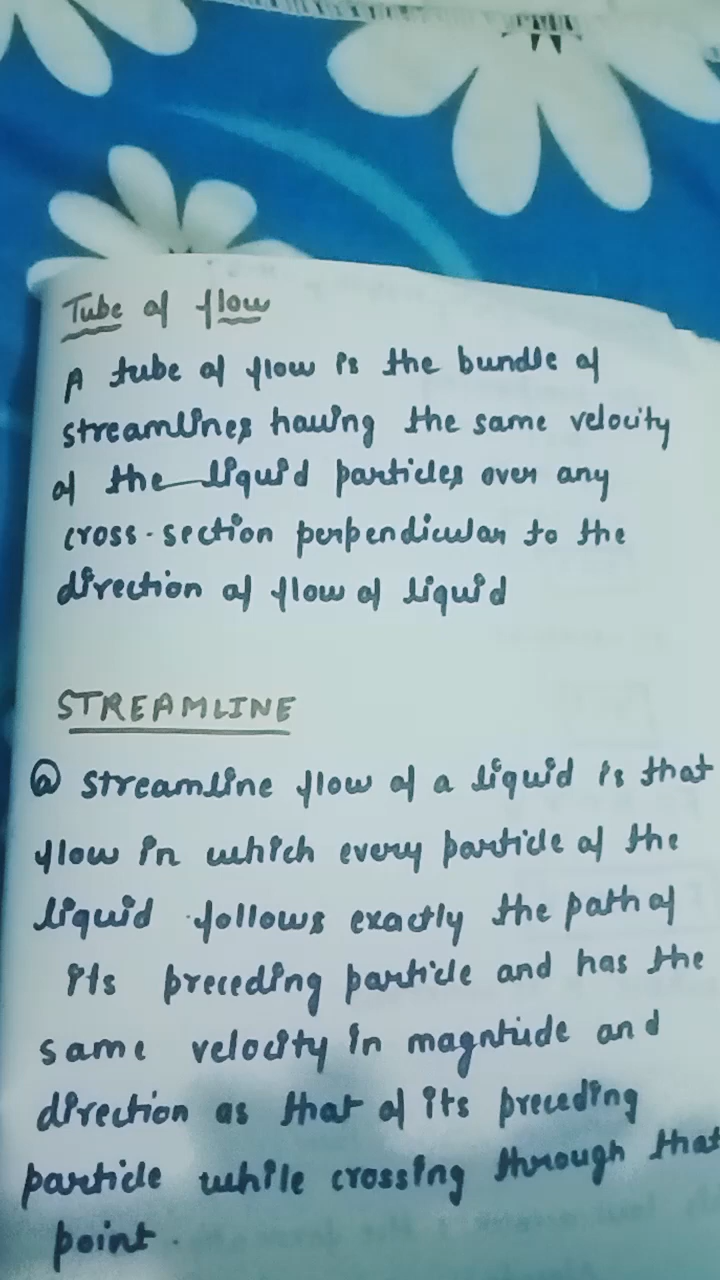 Tube of flow
A tube of flow is the bundle of
streamlines having the same velocity
of the liquid particles over any
cross-section perpendicular to the
direction of flow of liquid
STREAMLINE
@ streamline flow of a liquid is that
flow in which every particle of the
liquid follows exactly the path of
its preceding particle and has the
same velocity in magntude and
direction as that of its preceding
particle while crossing through that
point.